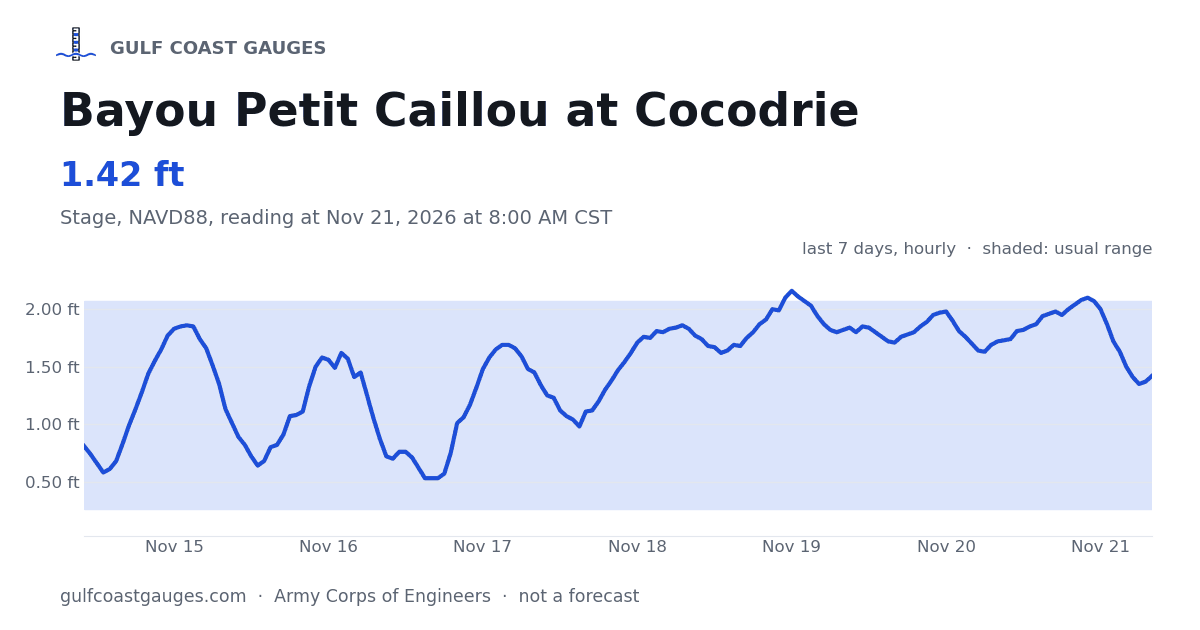 GULF COAST GAUGES
Bayou Petit Caillou at Cocodrie
1.42 ft
Stage, NAVD88, reading at Nov 21, 2026 at 8:00 AM CST
last 7 days, hourly · shaded: usual range
2.00 ft
1.50 ft
1.00 ft
0.50 ft
Nov 15 Nov 16 Nov 17 Nov 18 Nov 19 Nov 20 Nov 21
gulfcoastgauges.com · Army Corps of Engineers · not a forecast